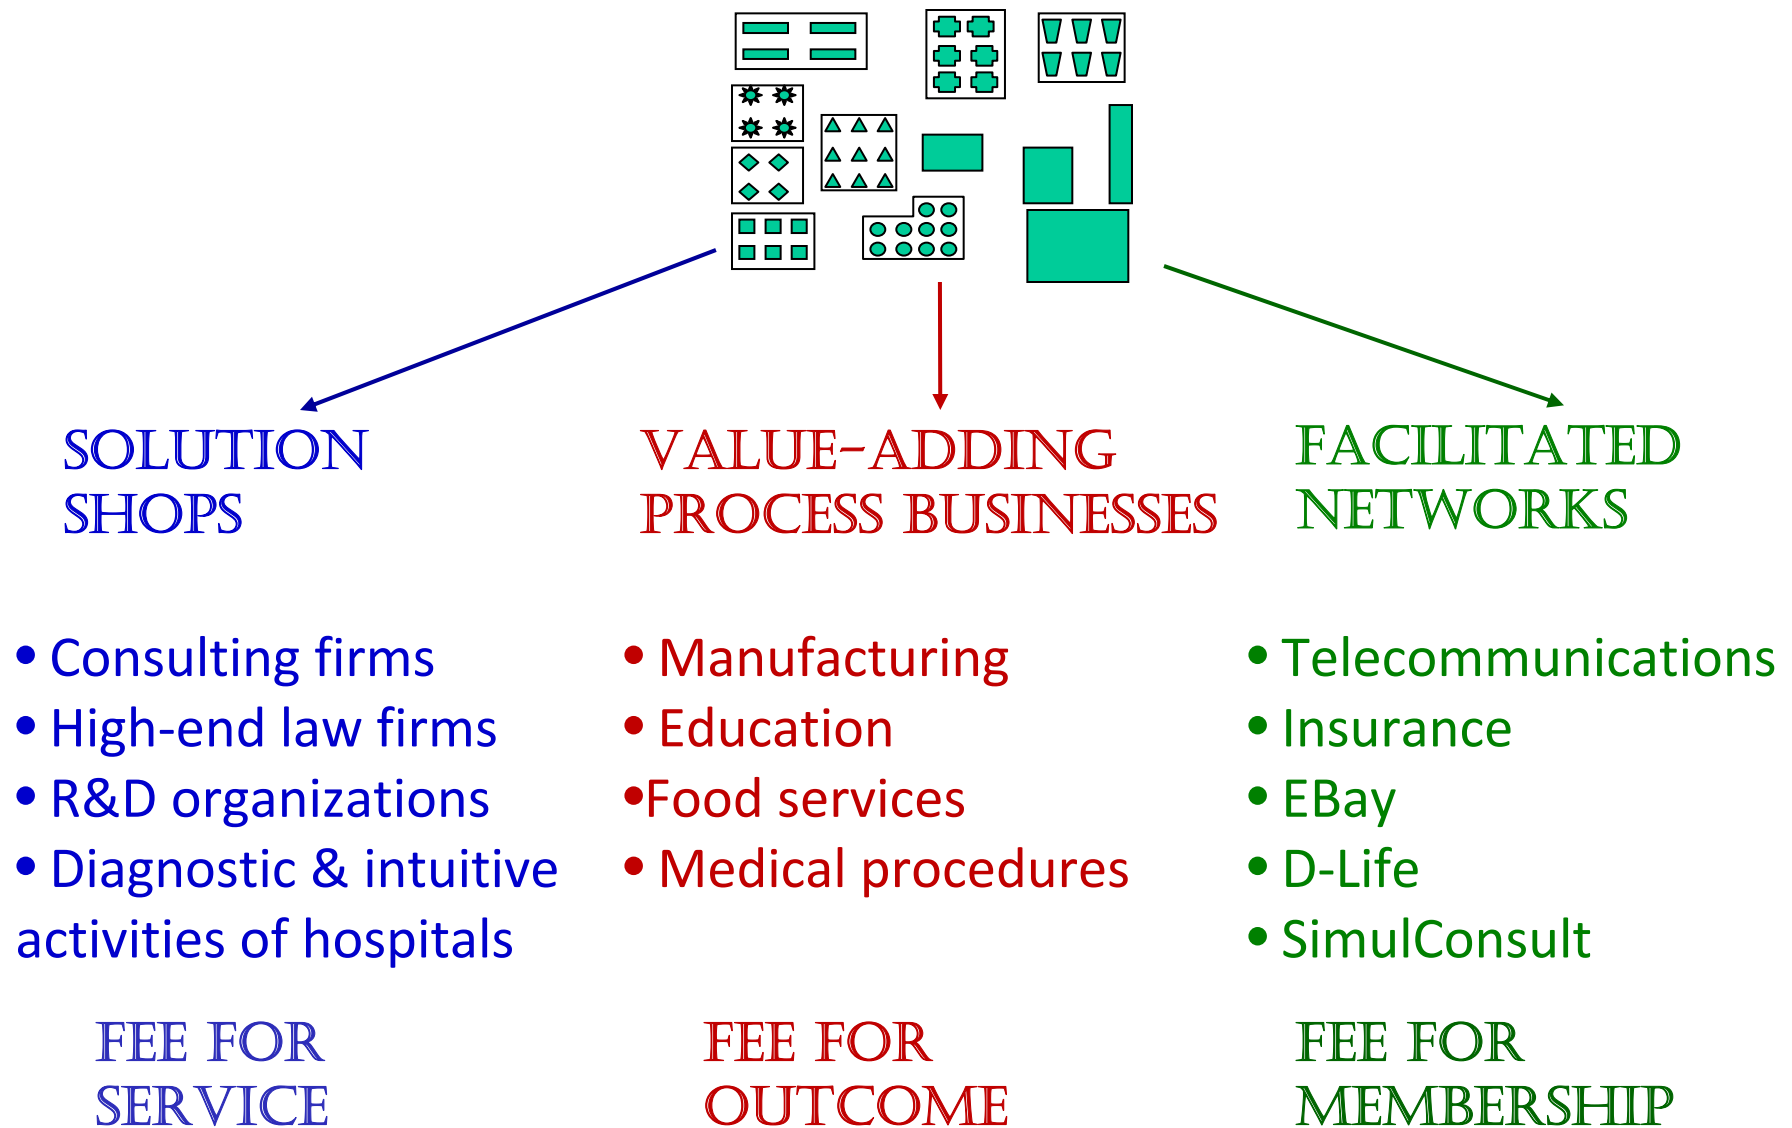 SOLUTION
SHOPS
• Consulting firms
• High-end law firms
• R&D organizations
• Diagnostic & intuitive
activities of hospitals
FEE FOR
SERVICE
VALUE-ADDING
PROCESS BUSINESSES
• Manufacturing
• Education
•Food services
• Medical procedures
FEE FOR
OUTCOME
FACILITATED
NETWORKS
• Telecommunications
• Insurance
• EBay
• D-Life
• SimulConsult
FEE FOR
MEMBERSHIP